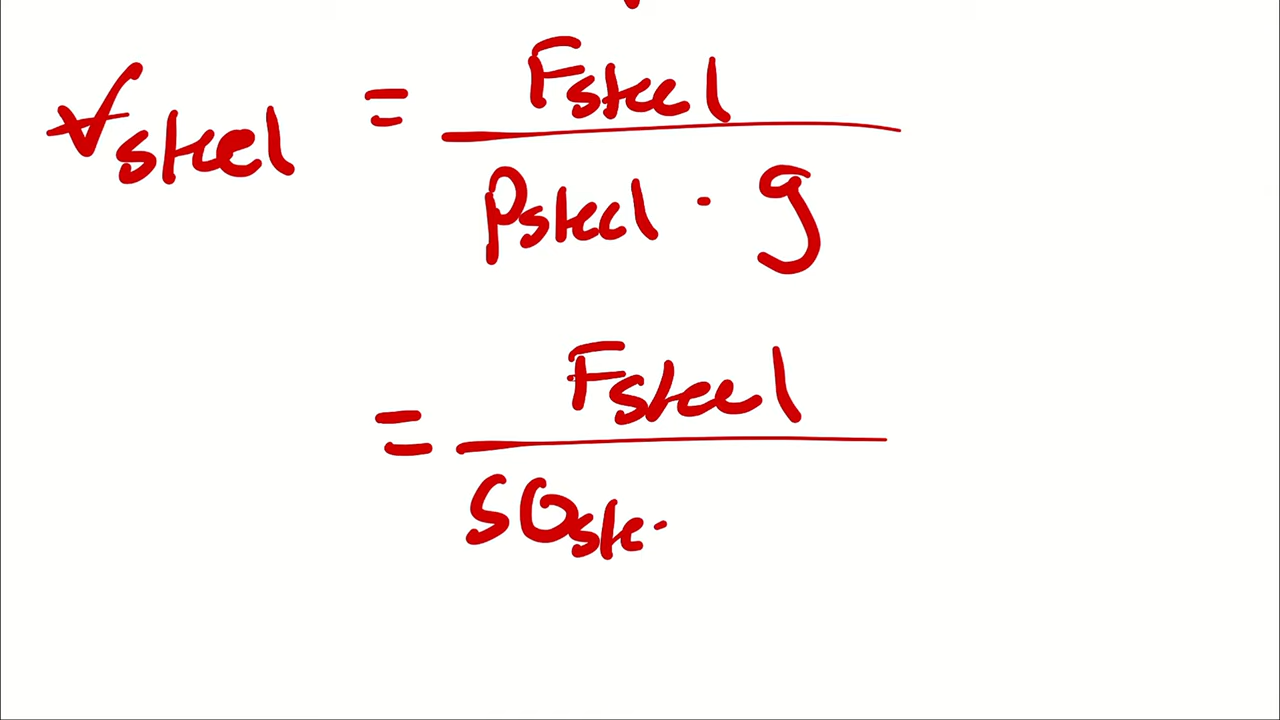 V̶steel = Fsteel
ρsteel · g
= Fsteel
SGste